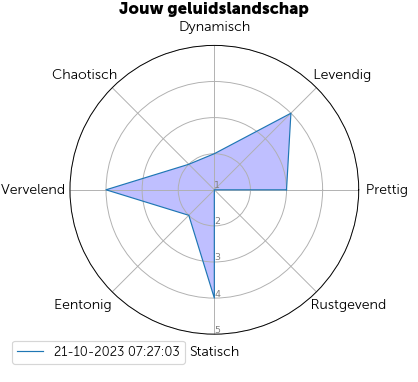 Jouw geluidslandschap
Dynamisch
Chaotisch
Levendig
Vervelend
Prettig
1
2
3
4
5
Eentonig
Rustgevend
Statisch
21-10-2023 07:27:03